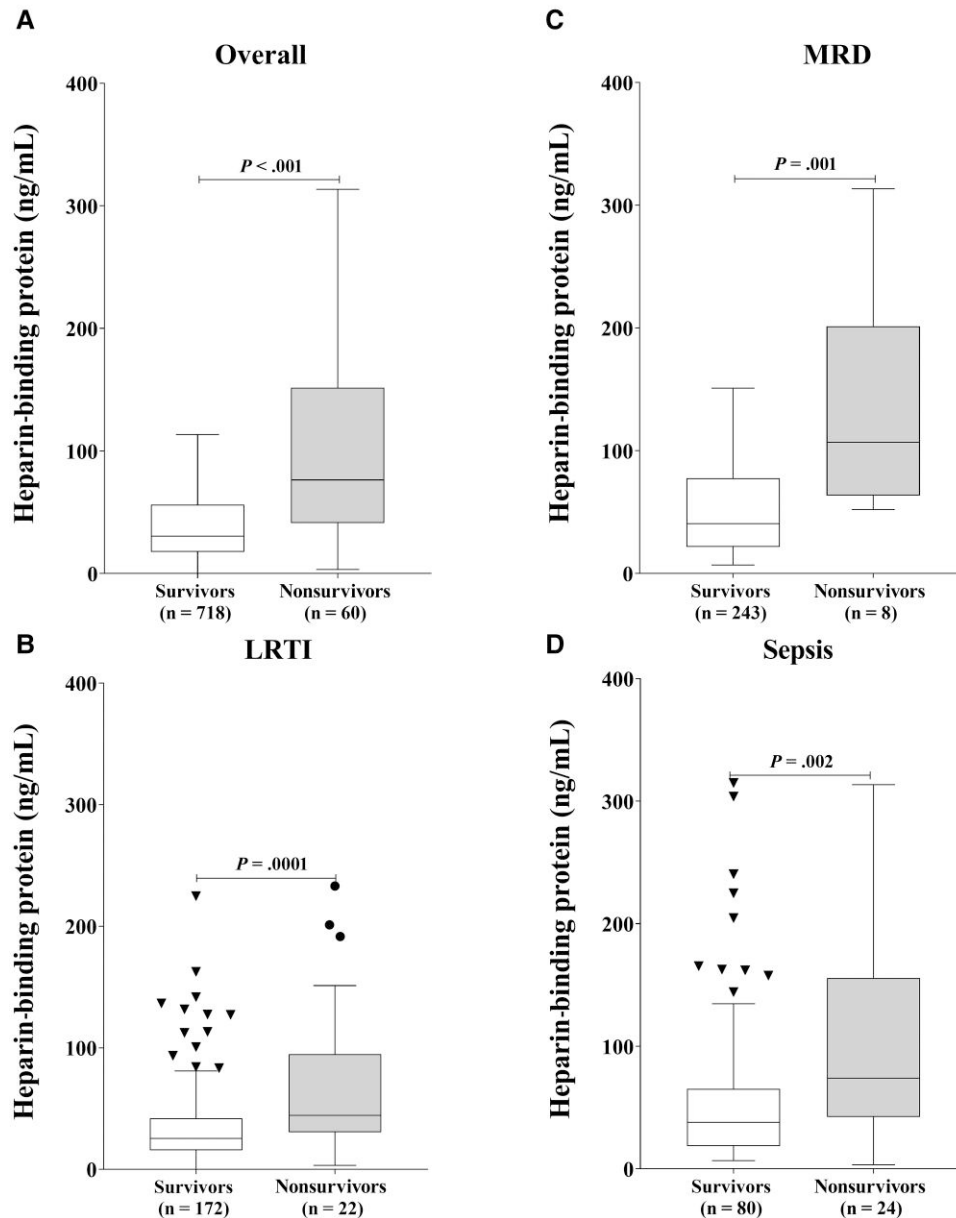 A
Overall
Heparin-binding protein (ng/mL)
400
300
200
100
0
P < .001
Survivors
(n = 718)
Nonsurvivors
(n = 60)
C
MRD
Heparin-binding protein (ng/mL)
400
300
200
100
0
P = .001
Survivors
(n = 243)
Nonsurvivors
(n = 8)
B
LRTI
Heparin-binding protein (ng/mL)
400
300
200
100
0
P = .0001
Survivors
(n = 172)
Nonsurvivors
(n = 22)
D
Sepsis
Heparin-binding protein (ng/mL)
400
300
200
100
0
P = .002
Survivors
(n = 80)
Nonsurvivors
(n = 24)